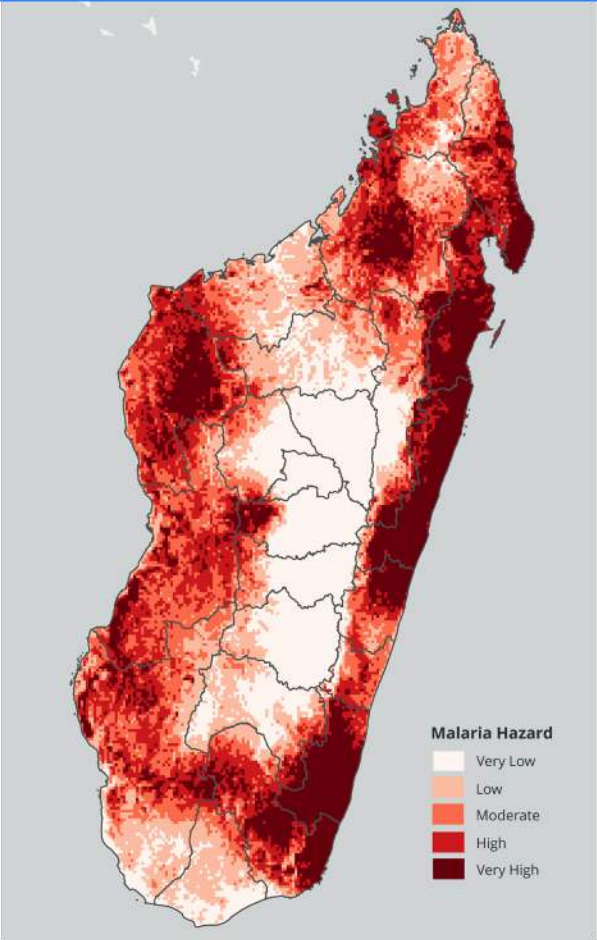 Malaria Hazard
Very Low
Low
Moderate
High
Very High